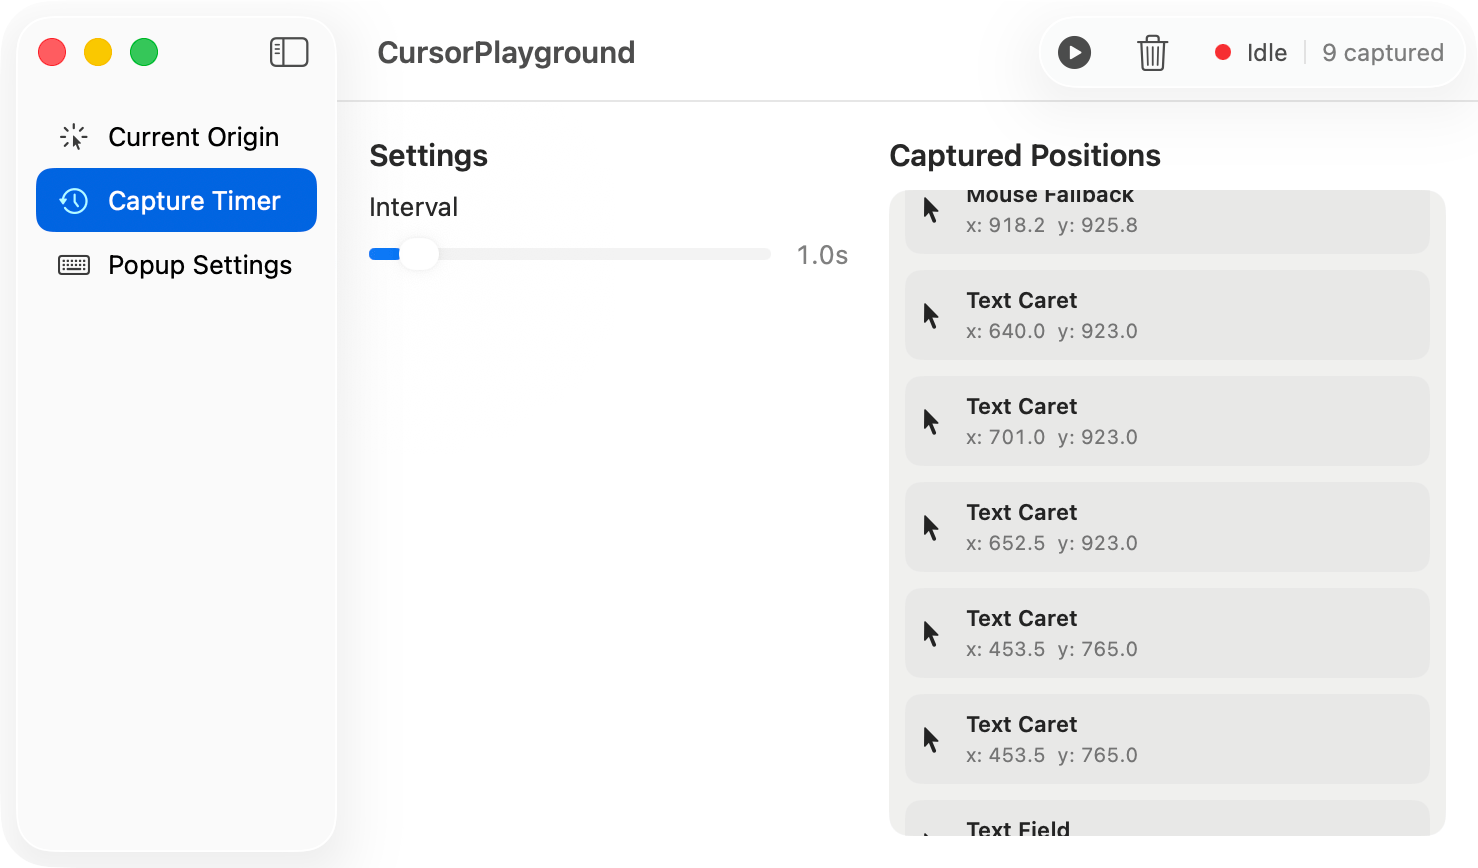 CursorPlayground
Idle
9 captured
Current Origin
Capture Timer
Popup Settings
Settings
Interval
1.0s
Captured Positions
Mouse Fallback
x: 918.2 y: 925.8
Text Caret
x: 640.0 y: 923.0
Text Caret
x: 701.0 y: 923.0
Text Caret
x: 652.5 y: 923.0
Text Caret
x: 453.5 y: 765.0
Text Caret
x: 453.5 y: 765.0
Text Field